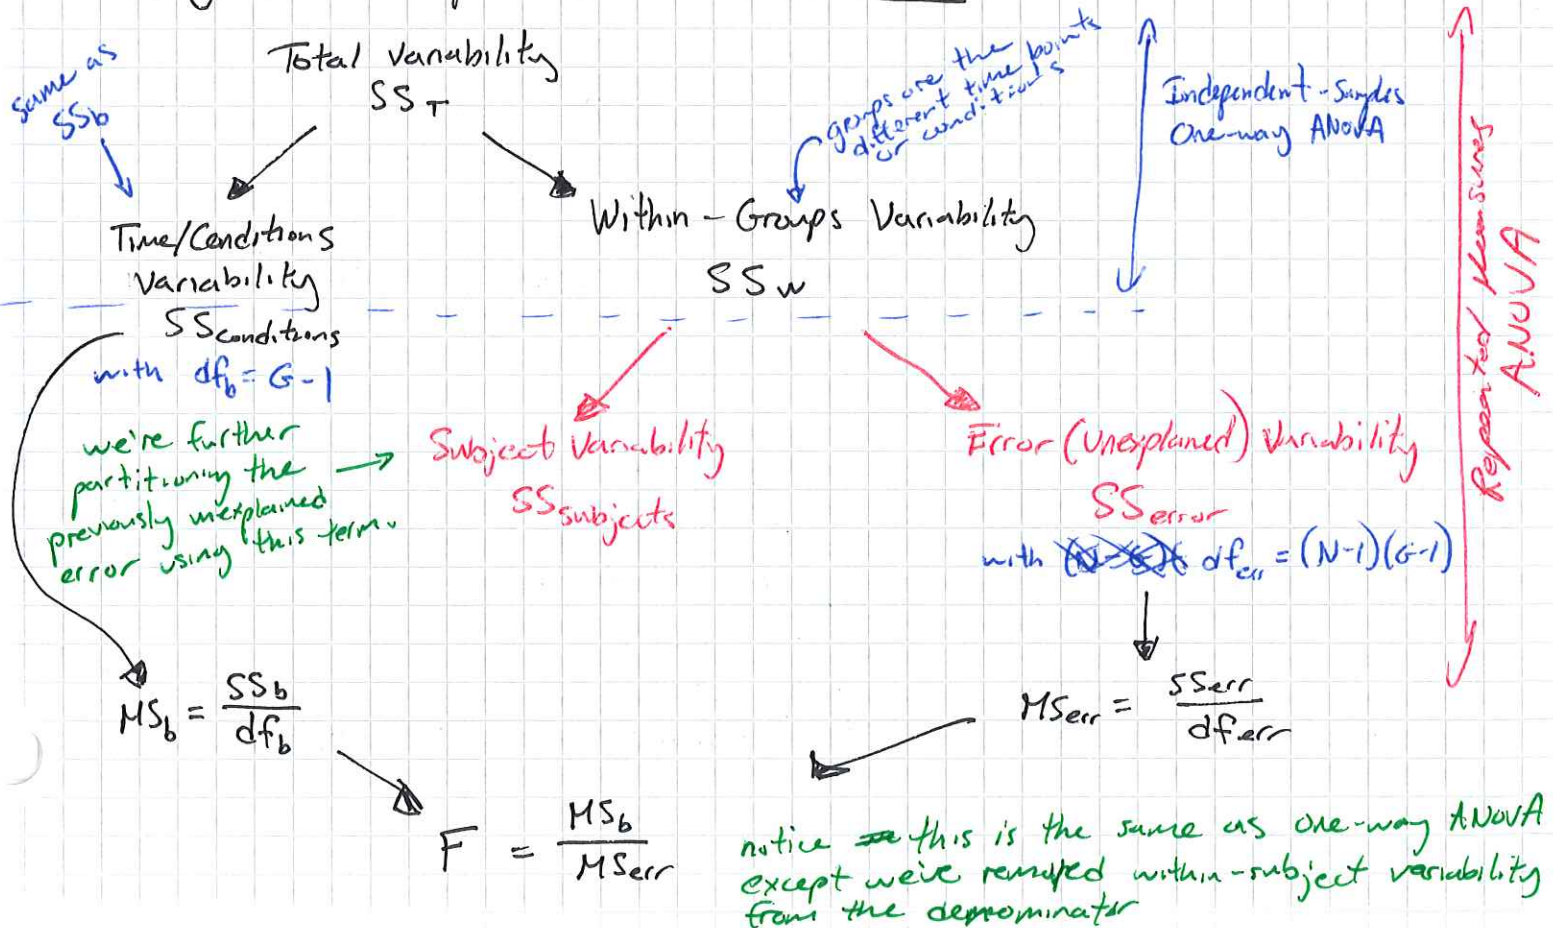 Total Variability
SS_T
same as
SSb
groups are the
different time points
or conditions
Independent-Samples
One-way ANOVA
Repeated Measures
ANOVA
Time/Conditions
Variability
SS_conditions
with df_b = G-1
Within-Groups Variability
SS_W
we're further
partitioning the
previously unexplained
error using this term.
Subject Variability
SS_subjects
Error (Unexplained) Variability
SS_error
with df_err = (N-1)(G-1)
MS_b = SS_b / df_b
MS_err = SS_err / df_err
F = MS_b / MS_err
notice this is the same as one-way ANOVA
except we've removed within-subject variability
from the denominator